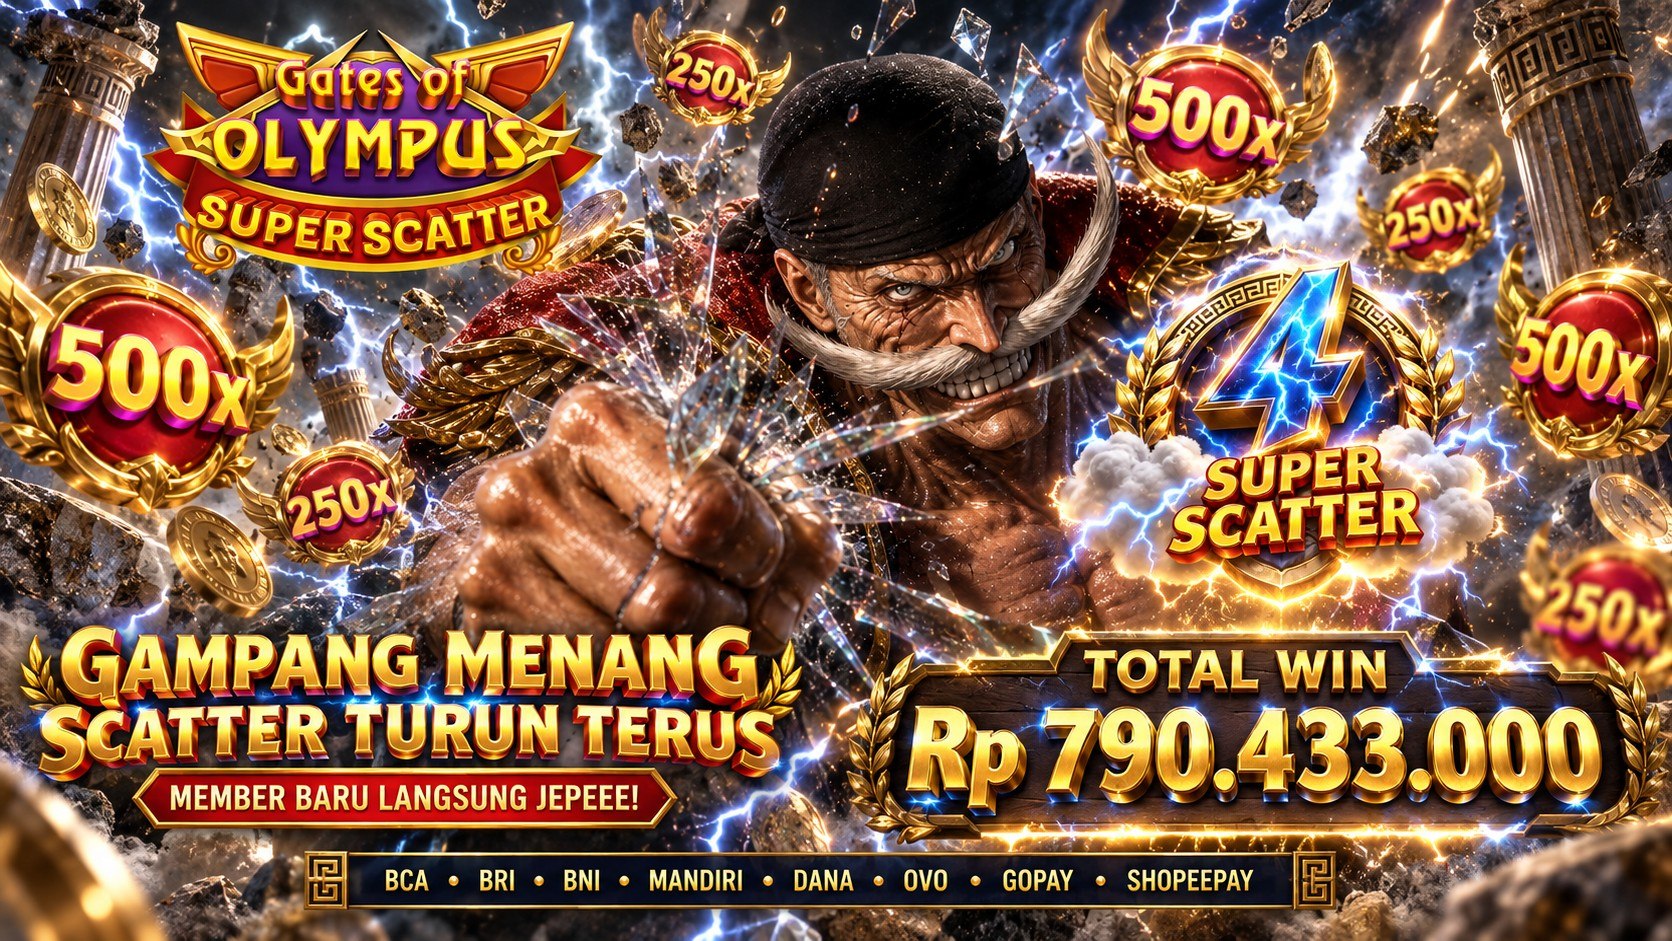 Gates of
OLYMPUS
SUPER SCATTER
250x
500x
250x
500x
250x
500x
250x
4
SUPER
SCATTER
GAMPANG MENANG
SCATTER TURUN TERUS
MEMBER BARU LANGSUNG JEPEEE!
TOTAL WIN
Rp 790.433.000
BCA • BRI • BNI • MANDIRI • DANA • OVO • GOPAY • SHOPEEPAY